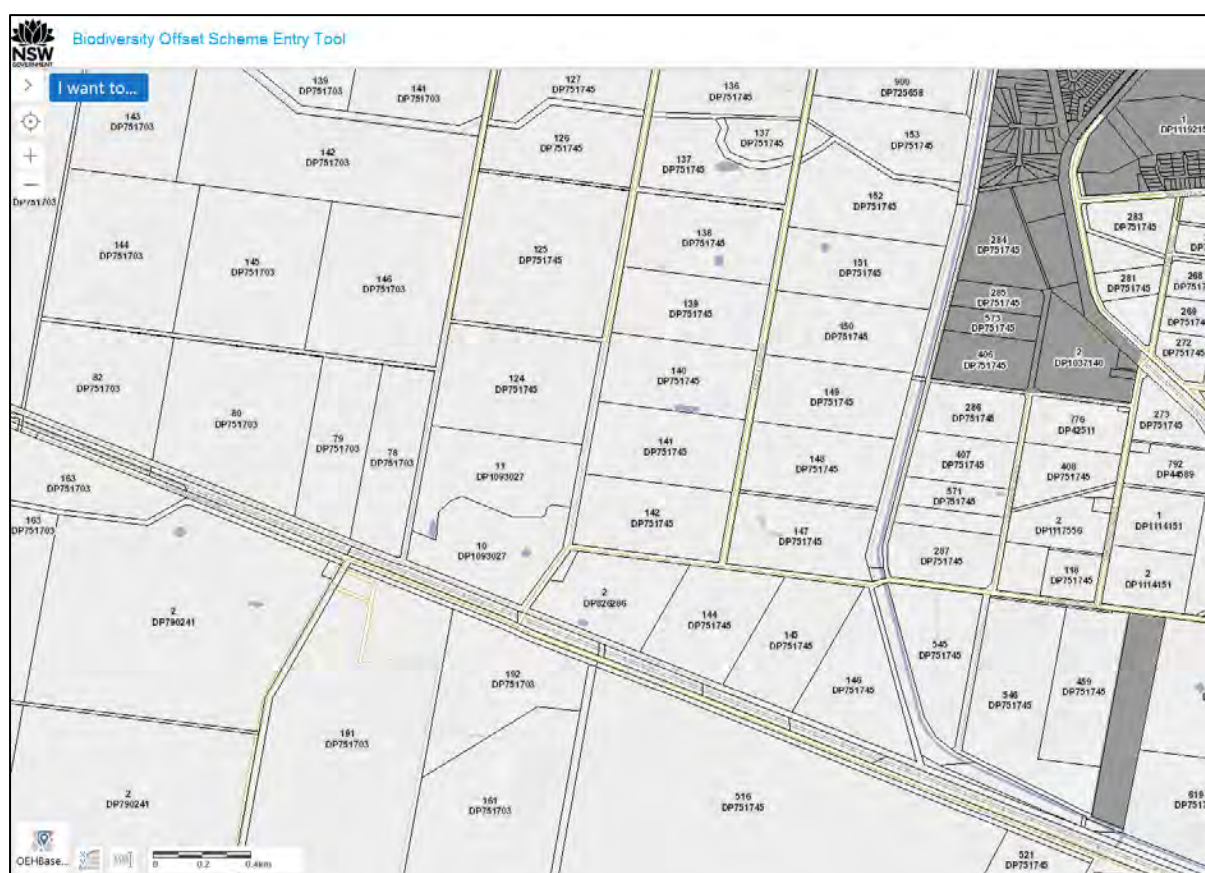 NSW
GOVERNMENT
Biodiversity Offset Scheme Entry Tool
I want to...
139
DP751703
141
DP751703
127
DP751745
136
DP751745
900
DP725658
1
DP1119215
143
DP751703
142
DP751703
126
DP751745
137
DP751745
137
DP751745
153
DP751745
DP751703
152
DP751745
283
DP751745
144
DP751703
145
DP751703
146
DP751703
125
DP751745
138
DP751745
151
DP751745
284
DP751745
281
DP751745
268
269
272
DP751745
139
DP751745
150
DP751745
285
DP751745
573
DP751745
406
DP751745
2
DP1037140
82
DP751703
80
DP751703
79
DP751703
78
DP751703
124
DP751745
140
DP751745
149
DP751745
286
DP751745
776
DP42511
273
DP751745
11
DP1093027
141
DP751745
148
DP751745
407
DP751745
571
DP751745
408
DP751745
792
DP44589
163
DP751703
163
DP751703
10
DP1093027
142
DP751745
147
DP751745
287
DP751745
2
DP1117556
1
DP1114151
118
DP751745
2
DP1114151
2
DP790241
2
DP826286
144
DP751745
145
DP751745
146
DP751745
545
DP751745
546
DP751745
459
DP751745
192
DP751703
191
DP751703
2
DP790241
161
DP751703
516
DP751745
619
521
DP751745
OEHBase...
0
0.2
0.4km